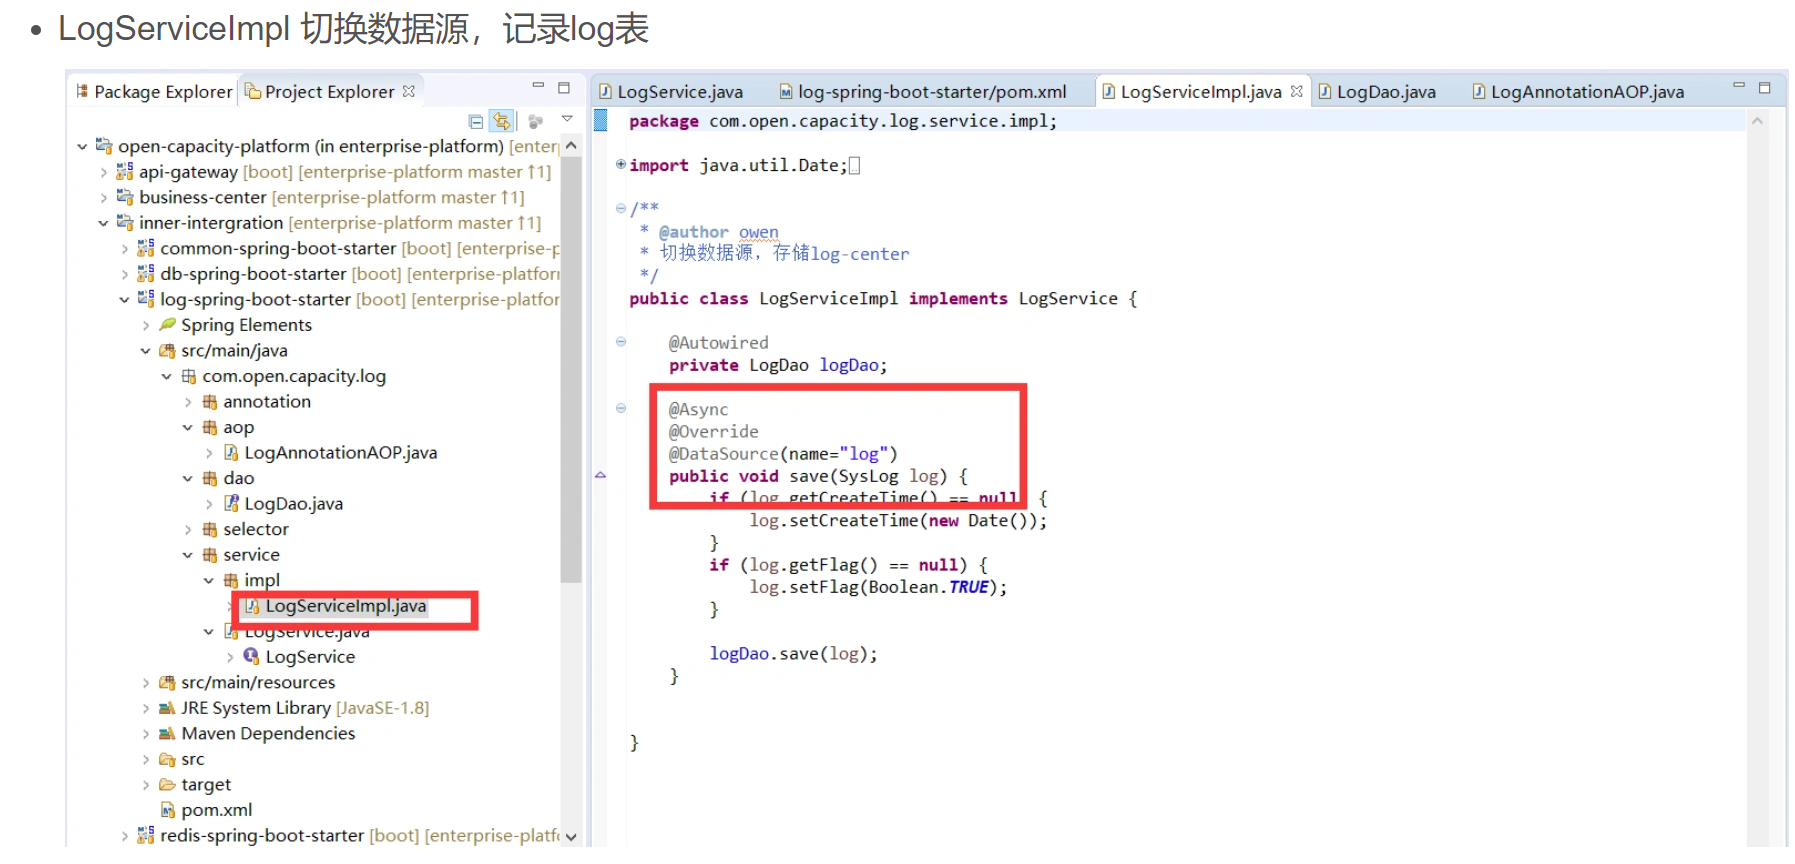 LogServiceImpl 切换数据源，记录log表
Package Explorer
Project Explorer
open-capacity-platform (in enterprise-platform) [enter
api-gateway [boot] [enterprise-platform master ↑1]
business-center [enterprise-platform master ↑1]
inner-intergration [enterprise-platform master ↑1]
common-spring-boot-starter [boot] [enterprise-p
db-spring-boot-starter [boot] [enterprise-platfor
log-spring-boot-starter [boot] [enterprise-platfor
Spring Elements
src/main/java
com.open.capacity.log
annotation
aop
LogAnnotationAOP.java
dao
LogDao.java
selector
service
impl
LogServiceImpl.java
LogService.java
LogService
src/main/resources
JRE System Library [JavaSE-1.8]
Maven Dependencies
src
target
pom.xml
redis-spring-boot-starter [boot] [enterprise-platfo
LogService.java
log-spring-boot-starter/pom.xml
LogServiceImpl.java
LogDao.java
LogAnnotationAOP.java
package com.open.capacity.log.service.impl;
import java.util.Date;
/**
* @author owen
* 切换数据源，存储log-center
*/
public class LogServiceImpl implements LogService {
@Autowired
private LogDao logDao;
@Async
@Override
@DataSource(name="log")
public void save(SysLog log) {
if (log.getCreateTime() == null) {
log.setCreateTime(new Date());
}
if (log.getFlag() == null) {
log.setFlag(Boolean.TRUE);
}
logDao.save(log);
}
}